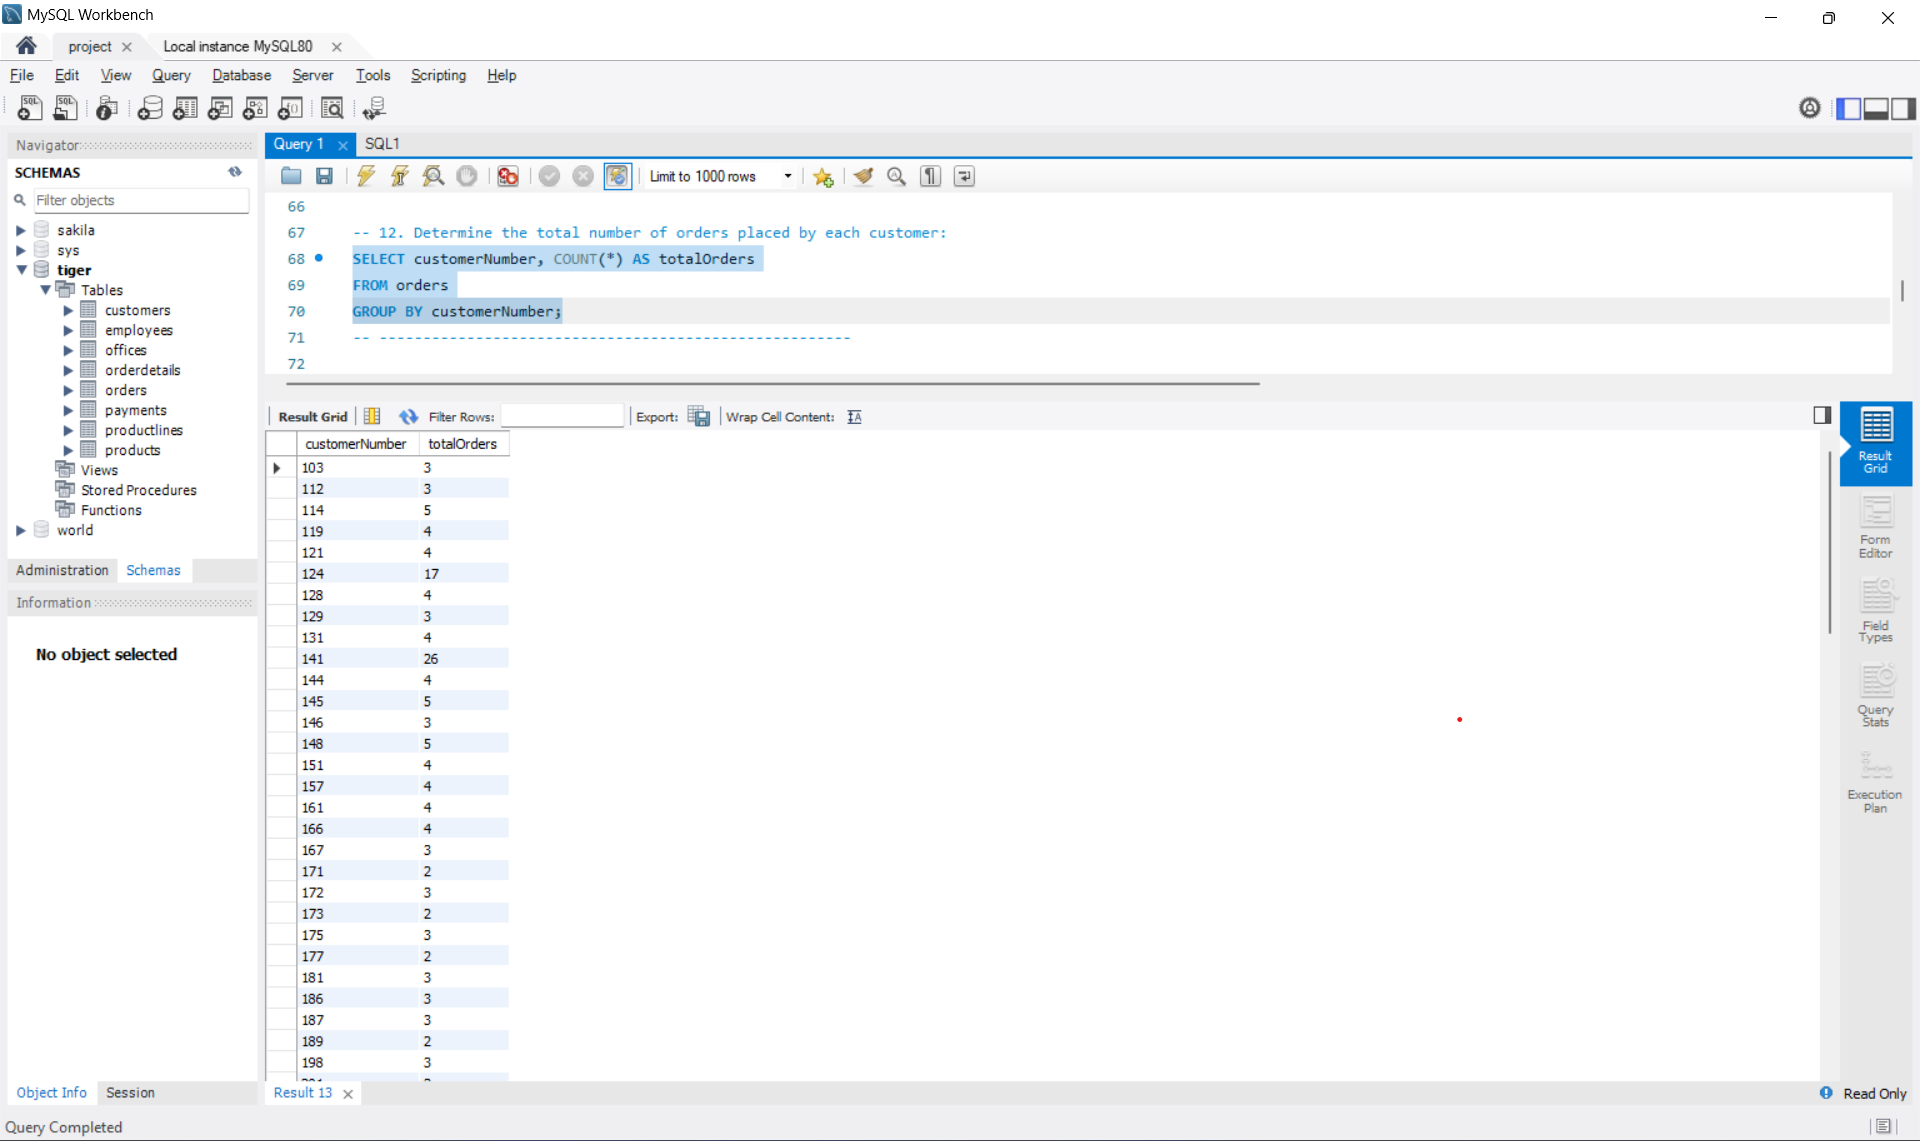 MySQL Workbench
project
Local instance MySQL80
File Edit View Query Database Server Tools Scripting Help
Navigator
SCHEMAS
Filter objects
sakila
sys
tiger
Tables
customers
employees
offices
orderdetails
orders
payments
productlines
products
Views
Stored Procedures
Functions
world
Administration Schemas
Information
No object selected
Object Info Session
Query 1 SQL1
Limit to 1000 rows
66
67 -- 12. Determine the total number of orders placed by each customer:
68 SELECT customerNumber, COUNT(*) AS totalOrders
69 FROM orders
70 GROUP BY customerNumber;
71 -- ------------------------------------------------------
72
Result Grid Filter Rows: Export: Wrap Cell Content:
customerNumber totalOrders
103 3
112 3
114 5
119 4
121 4
124 17
128 4
129 3
131 4
141 26
144 4
145 5
146 3
148 5
151 4
157 4
161 4
166 4
167 3
171 2
172 3
173 2
175 3
177 2
181 3
186 3
187 3
189 2
198 3
Result Grid
Form Editor
Field Types
Query Stats
Execution Plan
Result 13
Read Only
Query Completed